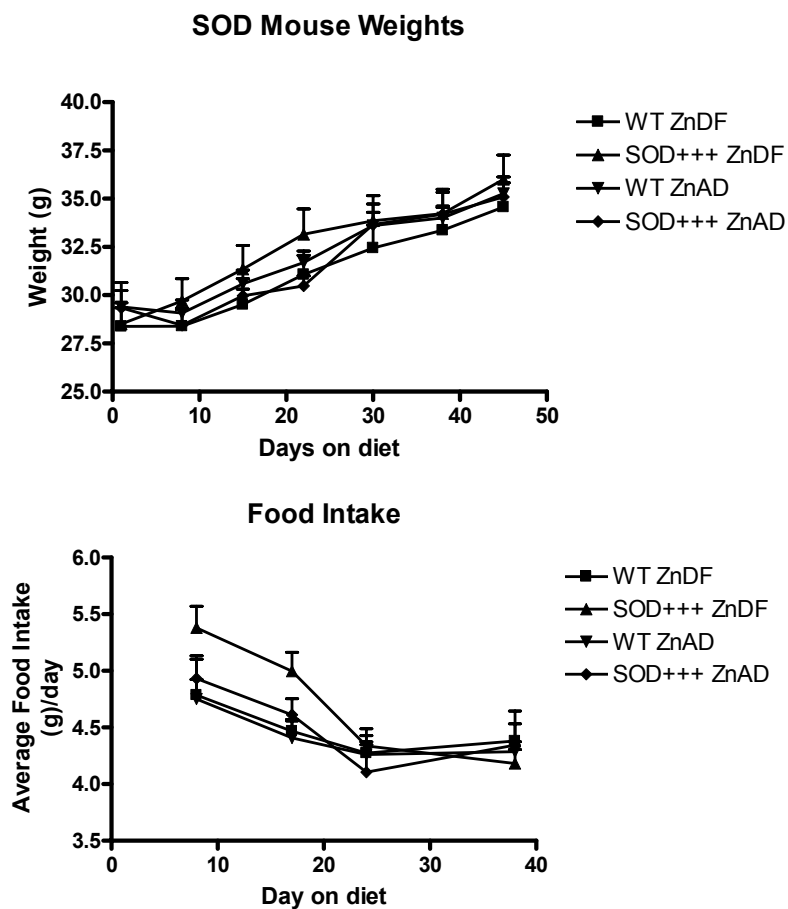 SOD Mouse Weights
40.0
37.5
35.0
32.5
30.0
27.5
25.0
Weight (g)
0
10
20
30
40
50
Days on diet
WT ZnDF
SOD+++ ZnDF
WT ZnAD
SOD+++ ZnAD
Food Intake
6.0
5.5
5.0
4.5
4.0
3.5
Average Food Intake
(g)/day
0
10
20
30
40
Day on diet
WT ZnDF
SOD+++ ZnDF
WT ZnAD
SOD+++ ZnAD